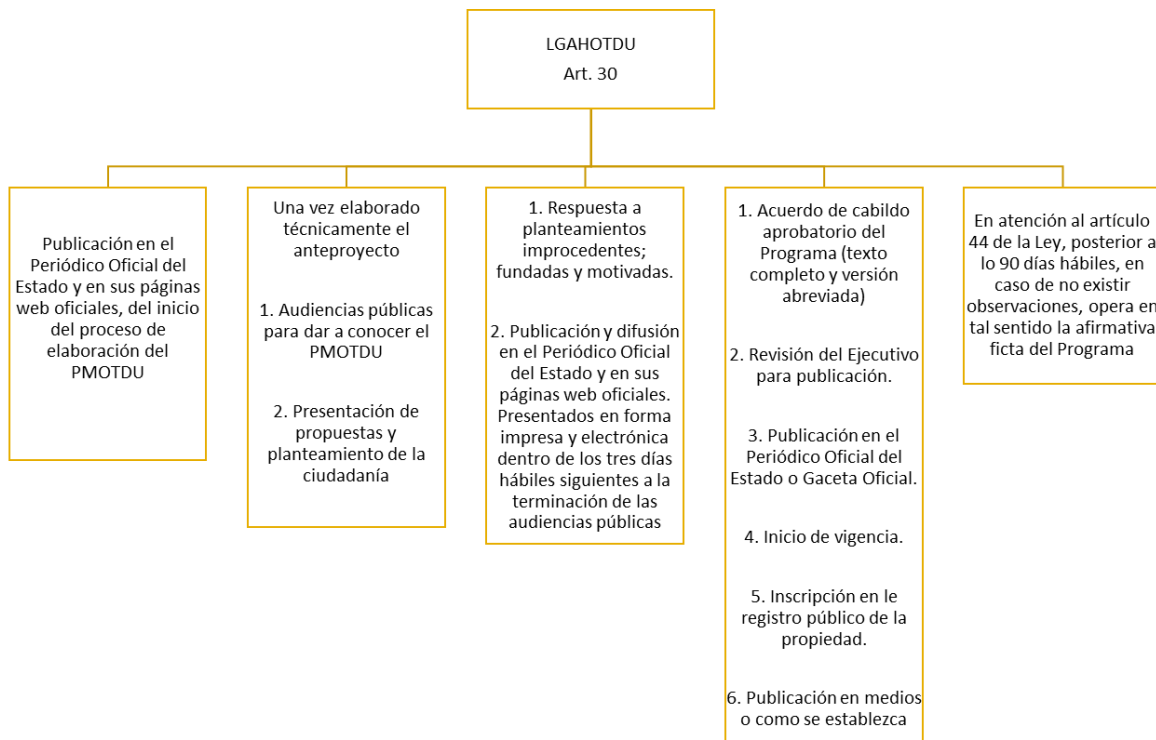 LGAHOTDU
Art. 30
Publicación en el
Periódico Oficial del
Estado y en sus páginas
web oficiales, del inicio
del proceso de
elaboración del
PMOTDU
Una vez elaborado
técnicamente el
anteproyecto
1. Audiencias públicas
para dar a conocer el
PMOTDU
2. Presentación de
propuestas y
planteamiento de la
ciudadanía
1. Respuesta a
planteamientos
improcedentes;
fundadas y motivadas.
2. Publicación y difusión
en el Periódico Oficial
del Estado y en sus
páginas web oficiales.
Presentados en forma
impresa y electrónica
dentro de los tres días
hábiles siguientes a la
terminación de las
audiencias públicas
1. Acuerdo de cabildo
aprobatorio del
Programa (texto
completo y versión
abreviada)
2. Revisión del Ejecutivo
para publicación.
3. Publicación en el
Periódico Oficial del
Estado o Gaceta Oficial.
4. Inicio de vigencia.
5. Inscripción en le
registro público de la
propiedad.
6. Publicación en medios
o como se establezca
En atención al artículo
44 de la Ley, posterior a
lo 90 días hábiles, en
caso de no existir
observaciones, opera en
tal sentido la afirmativa
ficta del Programa